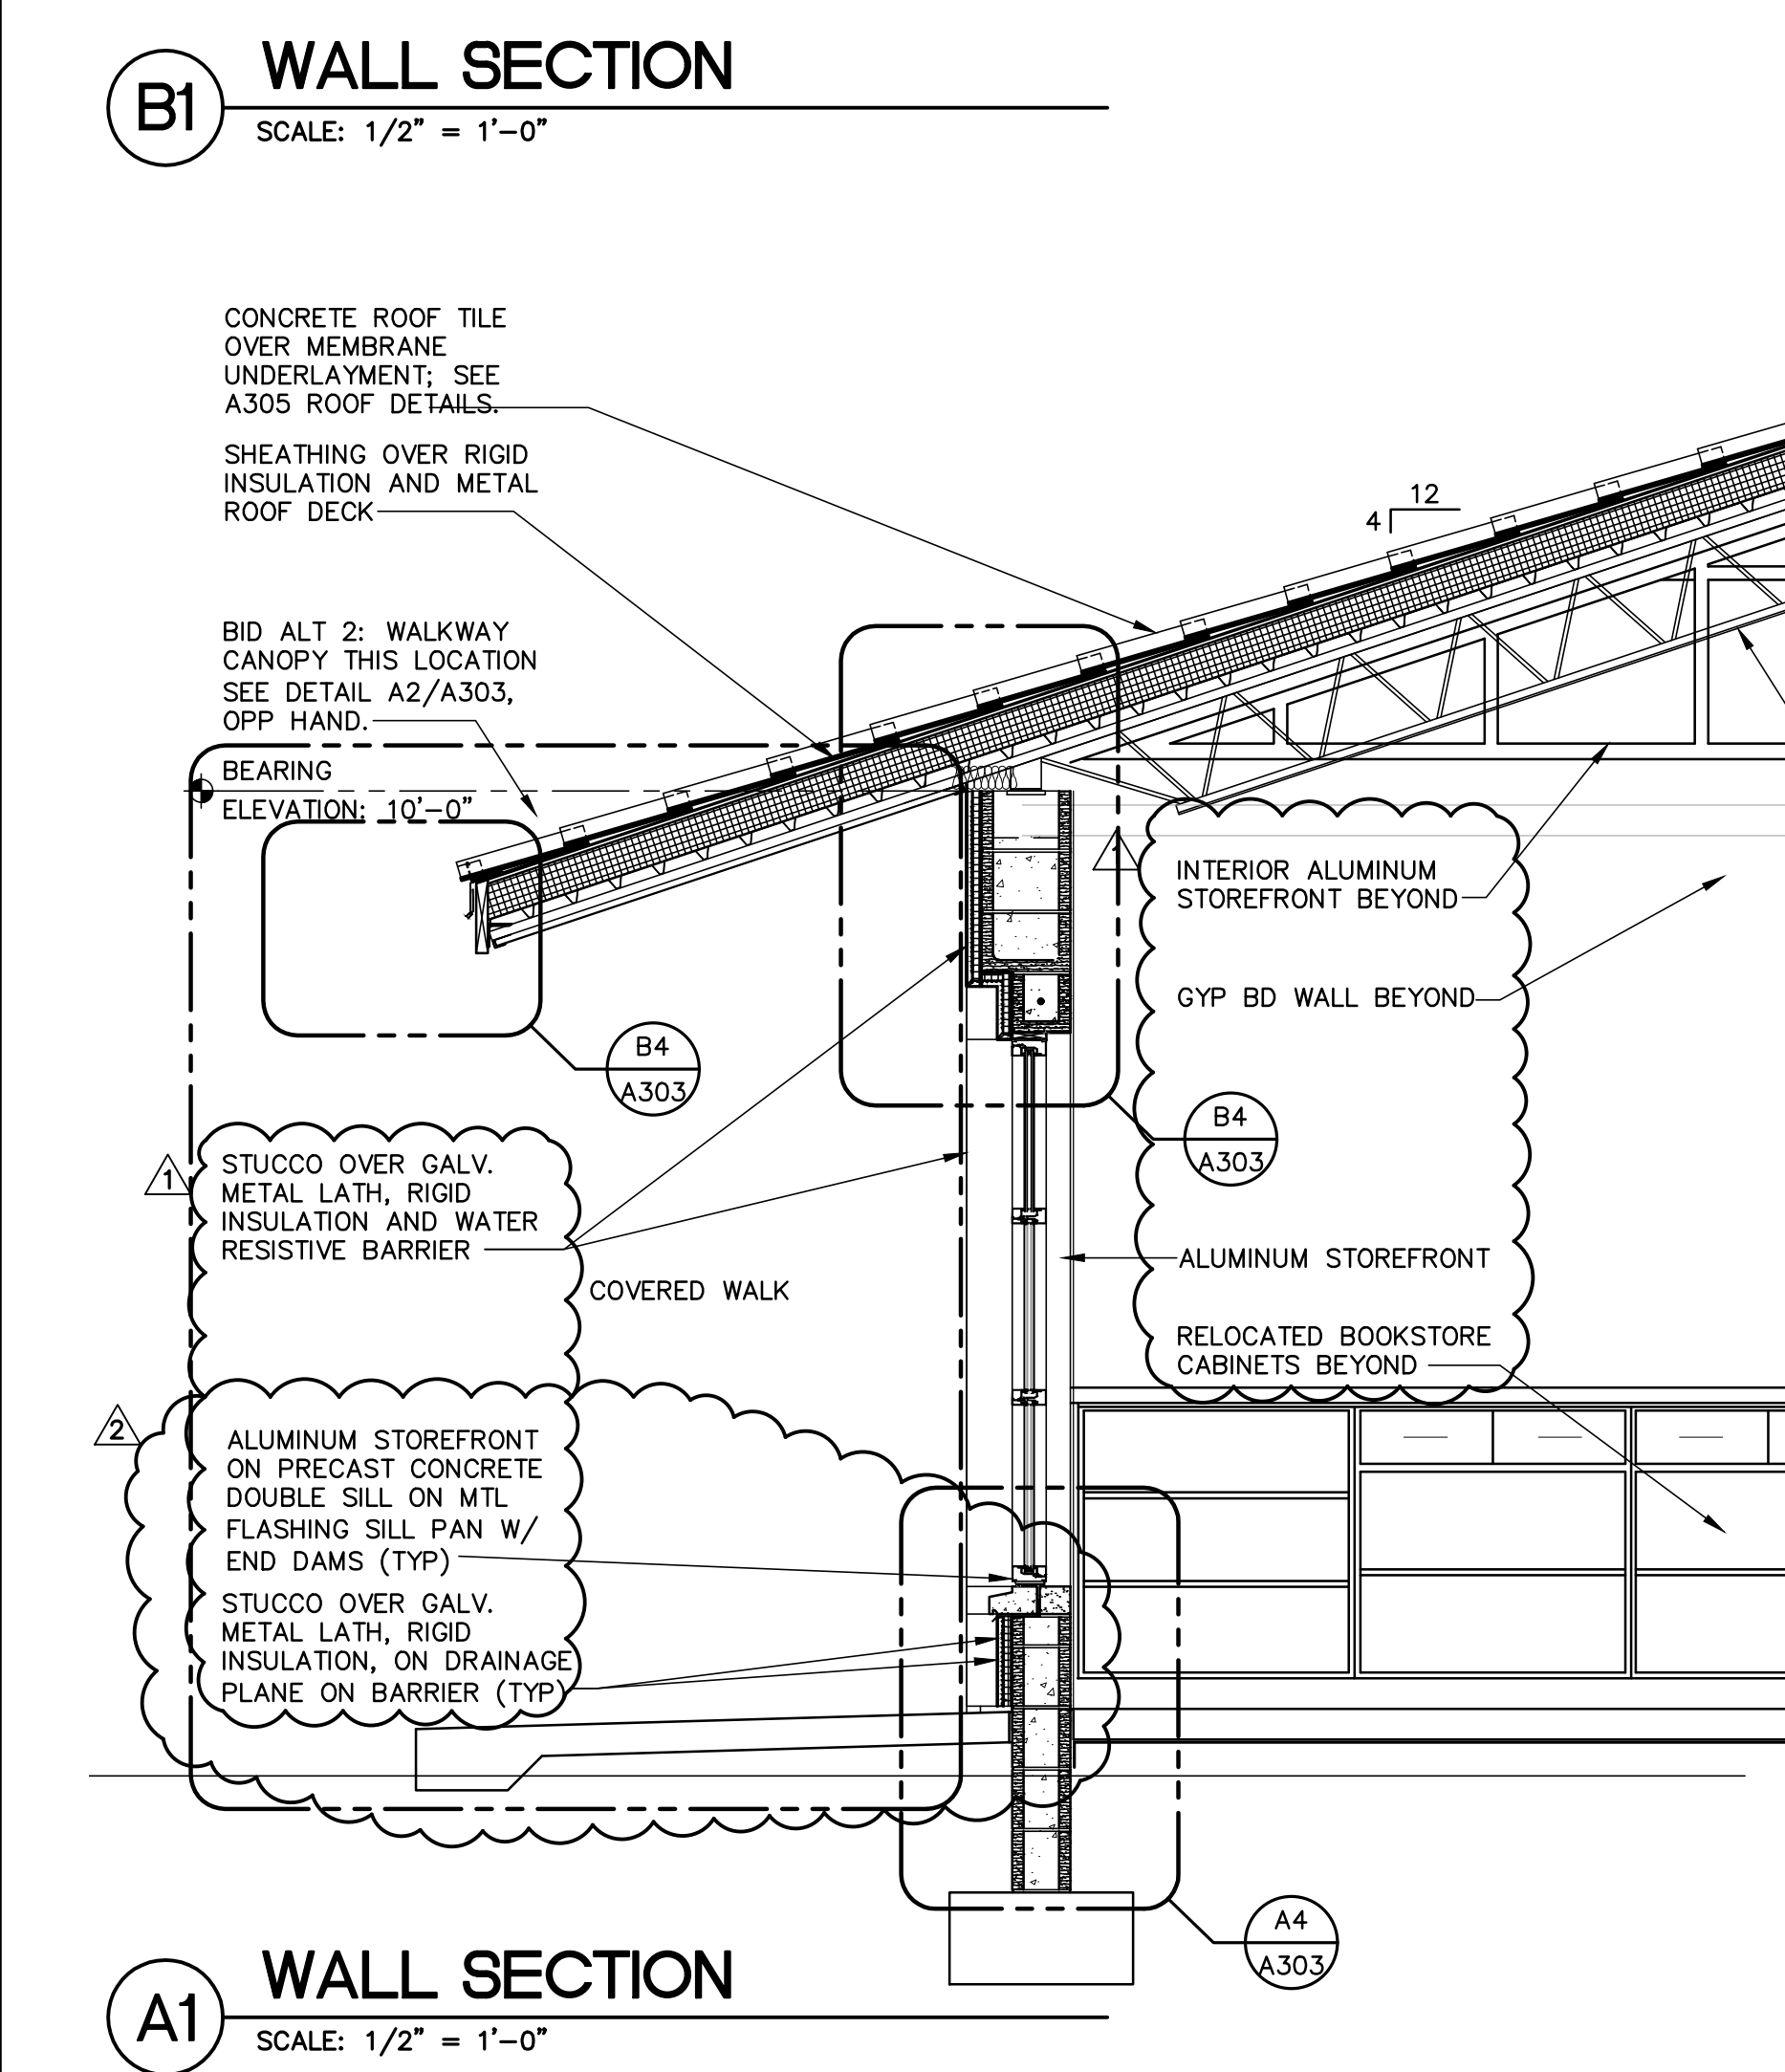 B1
WALL SECTION
SCALE: 1/2" = 1'-0"
CONCRETE ROOF TILE
OVER MEMBRANE
UNDERLAYMENT; SEE
A305 ROOF DETAILS.
SHEATHING OVER RIGID
INSULATION AND METAL
ROOF DECK
12
4
BID ALT 2: WALKWAY
CANOPY THIS LOCATION
SEE DETAIL A2/A303,
OPP HAND.
BEARING
ELEVATION: 10'-0"
1
INTERIOR ALUMINUM
STOREFRONT BEYOND
GYP BD WALL BEYOND
B4
A303
B4
A303
1
STUCCO OVER GALV.
METAL LATH, RIGID
INSULATION AND WATER
RESISTIVE BARRIER
COVERED WALK
ALUMINUM STOREFRONT
RELOCATED BOOKSTORE
CABINETS BEYOND
2
ALUMINUM STOREFRONT
ON PRECAST CONCRETE
DOUBLE SILL ON MTL
FLASHING SILL PAN W/
END DAMS (TYP)
STUCCO OVER GALV.
METAL LATH, RIGID
INSULATION, ON DRAINAGE
PLANE ON BARRIER (TYP)
A4
A303
A1
WALL SECTION
SCALE: 1/2" = 1'-0"